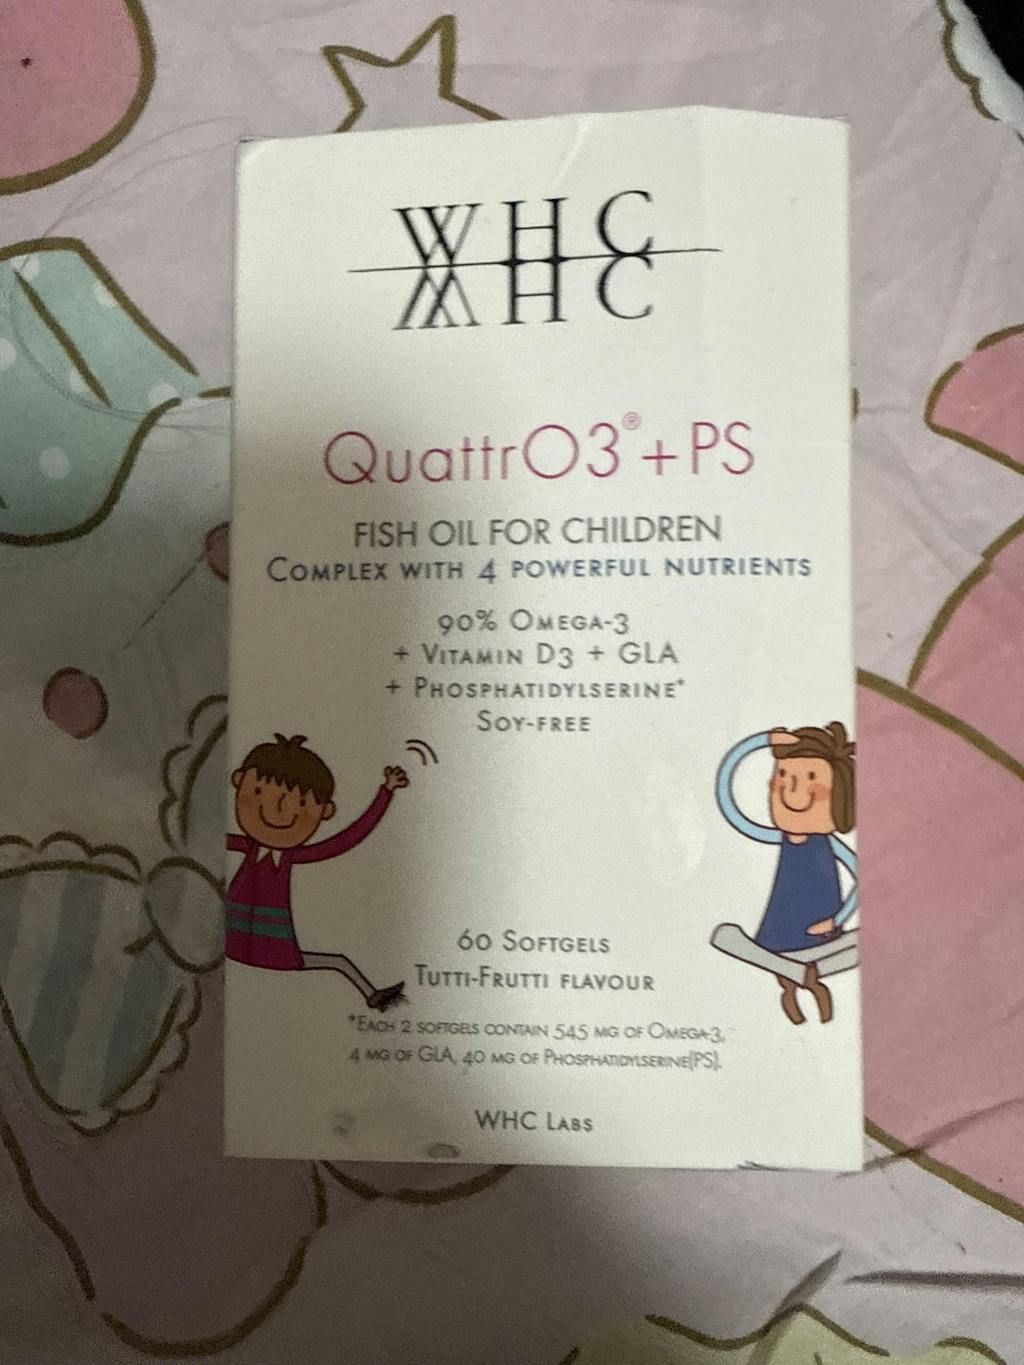 WHC
QuattrO3®+PS
FISH OIL FOR CHILDREN
COMPLEX WITH 4 POWERFUL NUTRIENTS
90% OMEGA-3
+ VITAMIN D3 + GLA
+ PHOSPHATIDYLSERINE*
SOY-FREE
60 SOFTGELS
TUTTI-FRUTTI FLAVOUR
*EACH 2 SOFTGELS CONTAIN 545 MG OF OMEGA-3,
4 MG OF GLA, 40 MG OF PHOSPHATIDYLSERINE(PS).
WHC LABS